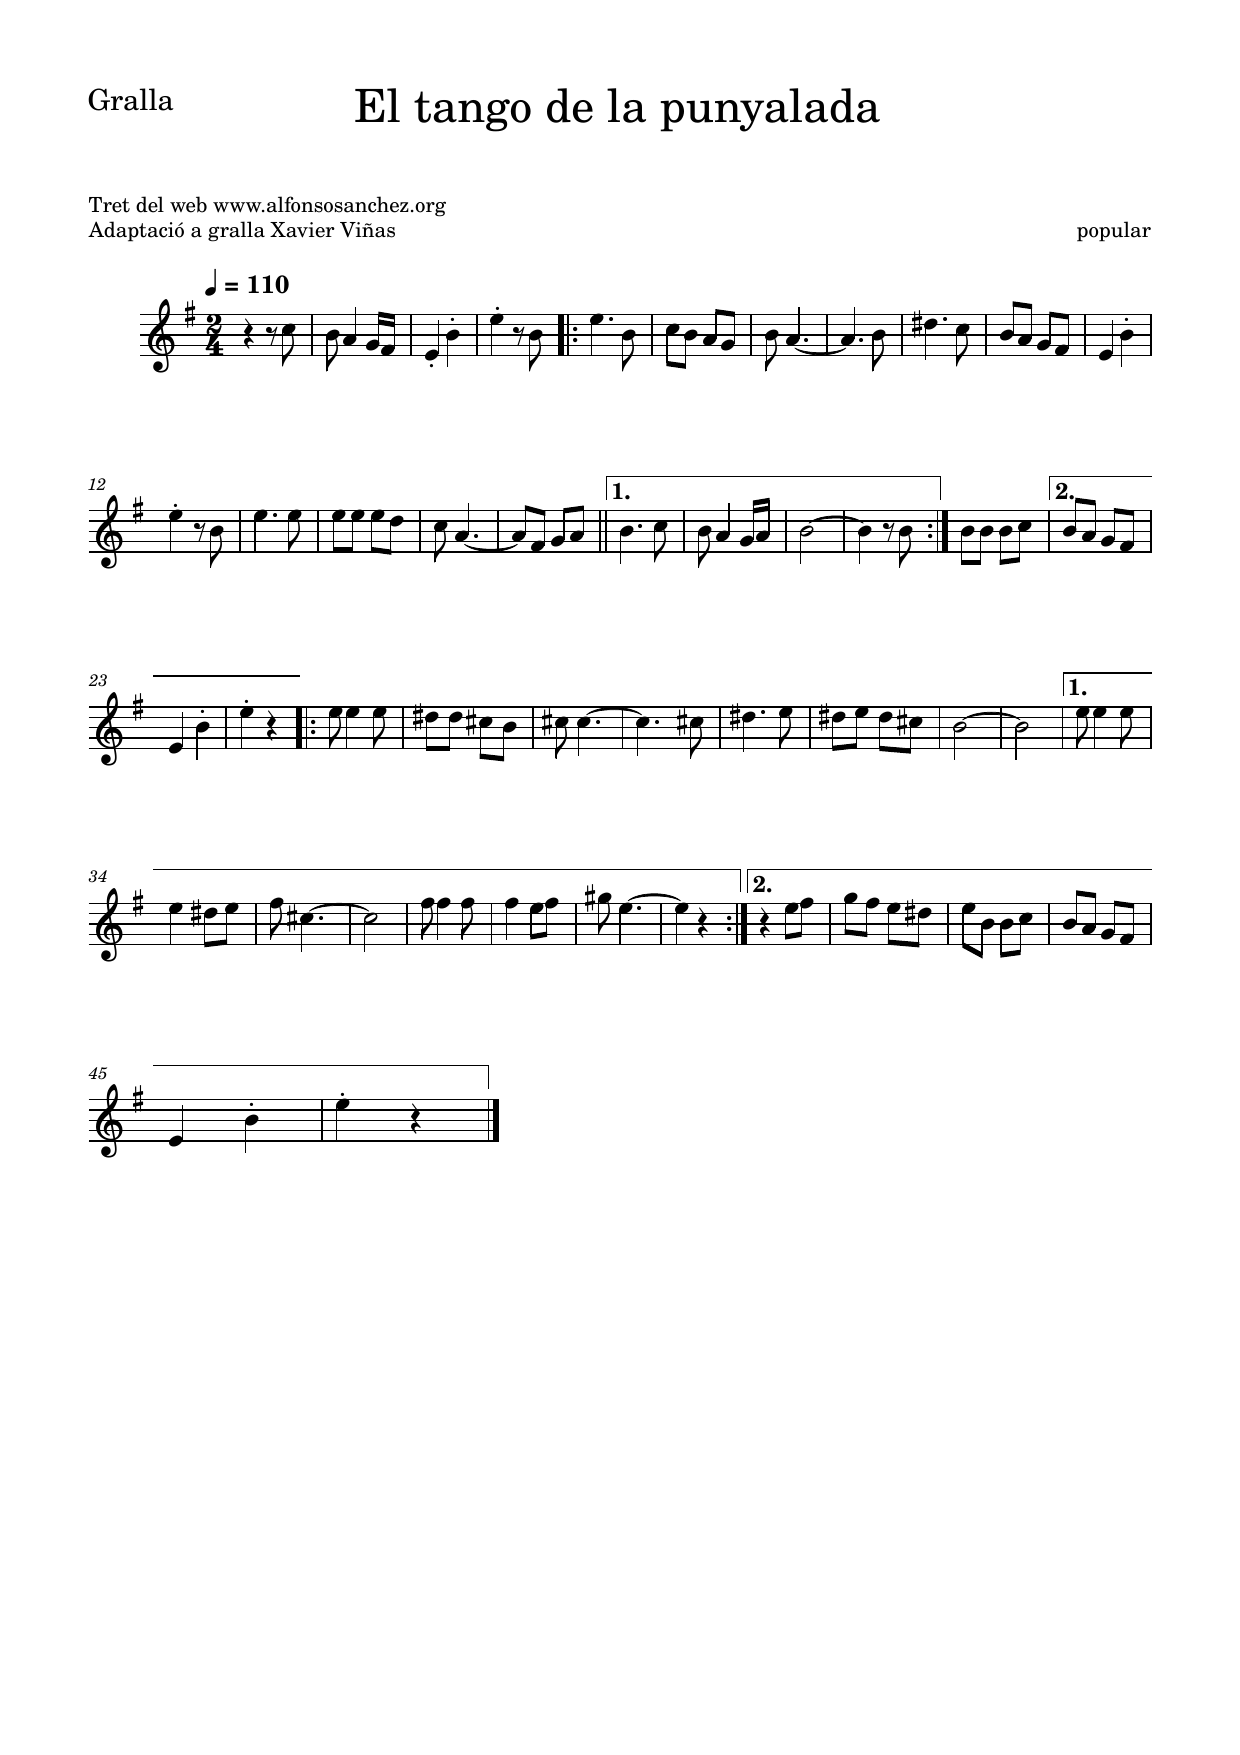 Gralla
El tango de la punyalada
Tret del web www.alfonsosanchez.org
Adaptació a gralla Xavier Viñas
popular
= 110
2
4
12
1.
2.
23
1.
34
2.
45